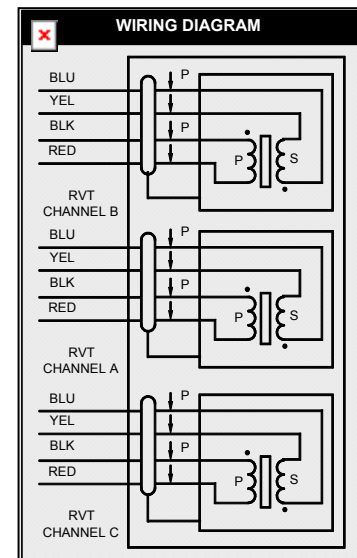 WIRING DIAGRAM
BLU P
YEL
BLK P
RED
P S
RVT
CHANNEL B
BLU P
YEL
BLK P
RED
P S
RVT
CHANNEL A
BLU P
YEL
BLK P
RED
P S
RVT
CHANNEL C